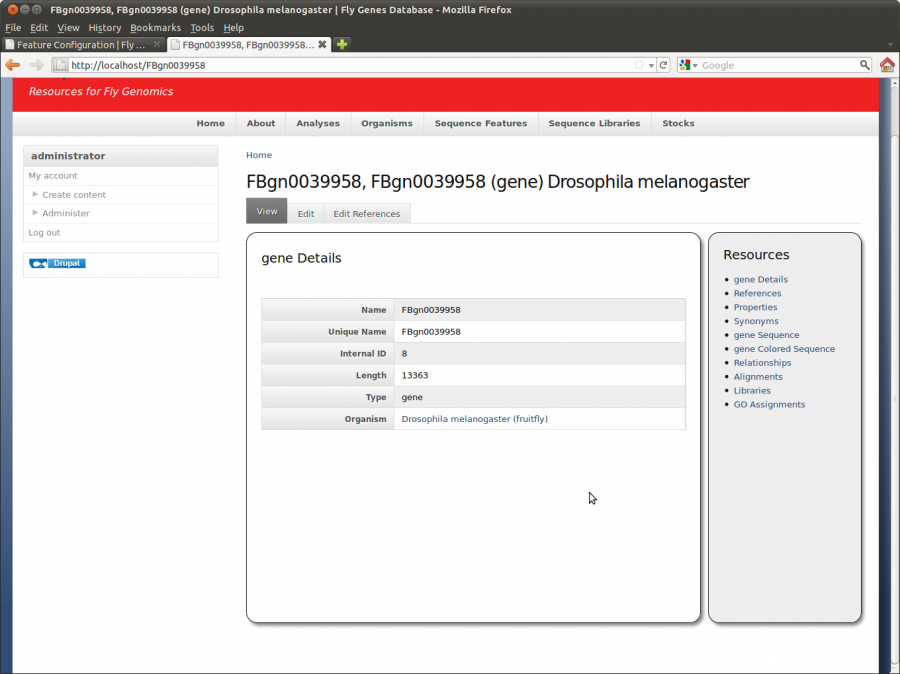 FBgn0039958, FBgn0039958 (gene) Drosophila melanogaster | Fly Genes Database - Mozilla Firefox
File Edit View History Bookmarks Tools Help
Feature Configuration | Fly ... FBgn0039958, FBgn0039958...
http://localhost/FBgn0039958 Google
Resources for Fly Genomics
Home About Analyses Organisms Sequence Features Sequence Libraries Stocks
administrator
My account
Create content
Administer
Log out
Drupal
Home
FBgn0039958, FBgn0039958 (gene) Drosophila melanogaster
View Edit Edit References
gene Details
Name FBgn0039958
Unique Name FBgn0039958
Internal ID 8
Length 13363
Type gene
Organism Drosophila melanogaster (fruitfly)
Resources
gene Details
References
Properties
Synonyms
gene Sequence
gene Colored Sequence
Relationships
Alignments
Libraries
GO Assignments